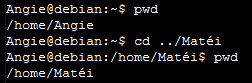 Angie@debian:~$ pwd
/home/Angie
Angie@debian:~$ cd ../Matéi
Angie@debian:/home/Matéi$ pwd
/home/Matéi